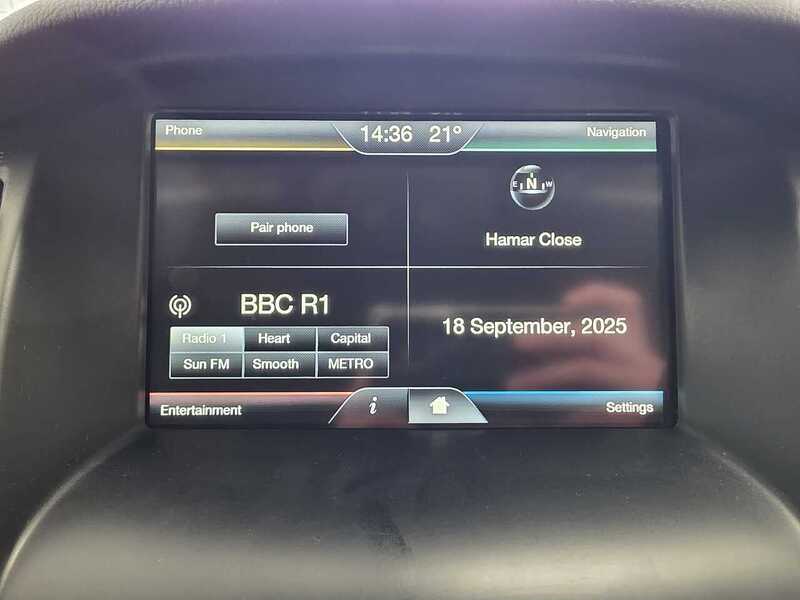 Phone 14:36 21° Navigation
E N W
Pair phone
Hamar Close
BBC R1
Radio 1 Heart Capital
18 September, 2025
Sun FM Smooth METRO
Entertainment i Settings